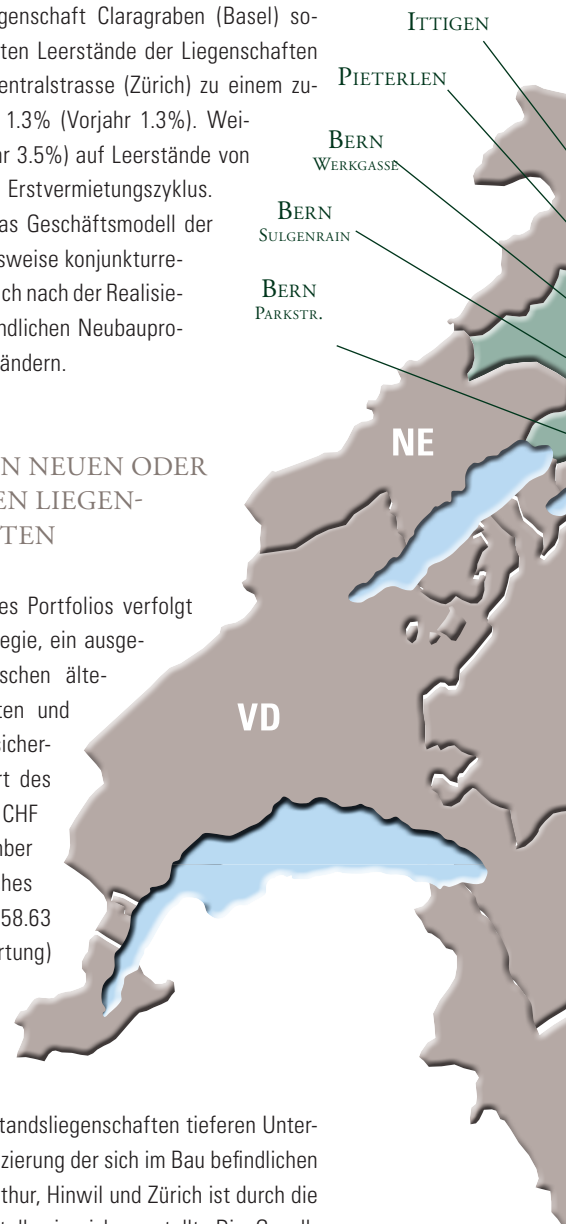 genschaft Claragraben (Basel) so-
ten Leerstände der Liegenschaften
entralstrasse (Zürich) zu einem zu-
1.3% (Vorjahr 1.3%). Wei-
r 3.5%) auf Leerstände von
Erstvermietungszyklus.
as Geschäftsmodell der
sweise konjunkturre-
ch nach der Realisie-
ndlichen Neubaupro-
ändern.
N NEUEN ODER
EN LIEGEN-
TEN
es Portfolios verfolgt
egie, ein ausge-
schen älte-
ten und
sicher-
rt des
CHF
ber
ches
58.63
rtung)
tandsliegenschaften tieferen Unter-
zierung der sich im Bau befindlichen
thur, Hinwil und Zürich ist durch die
ITTIGEN
PIETERLEN
BERN
WERKGASSE
BERN
SULGENRAIN
BERN
PARKSTR.
NE
VD